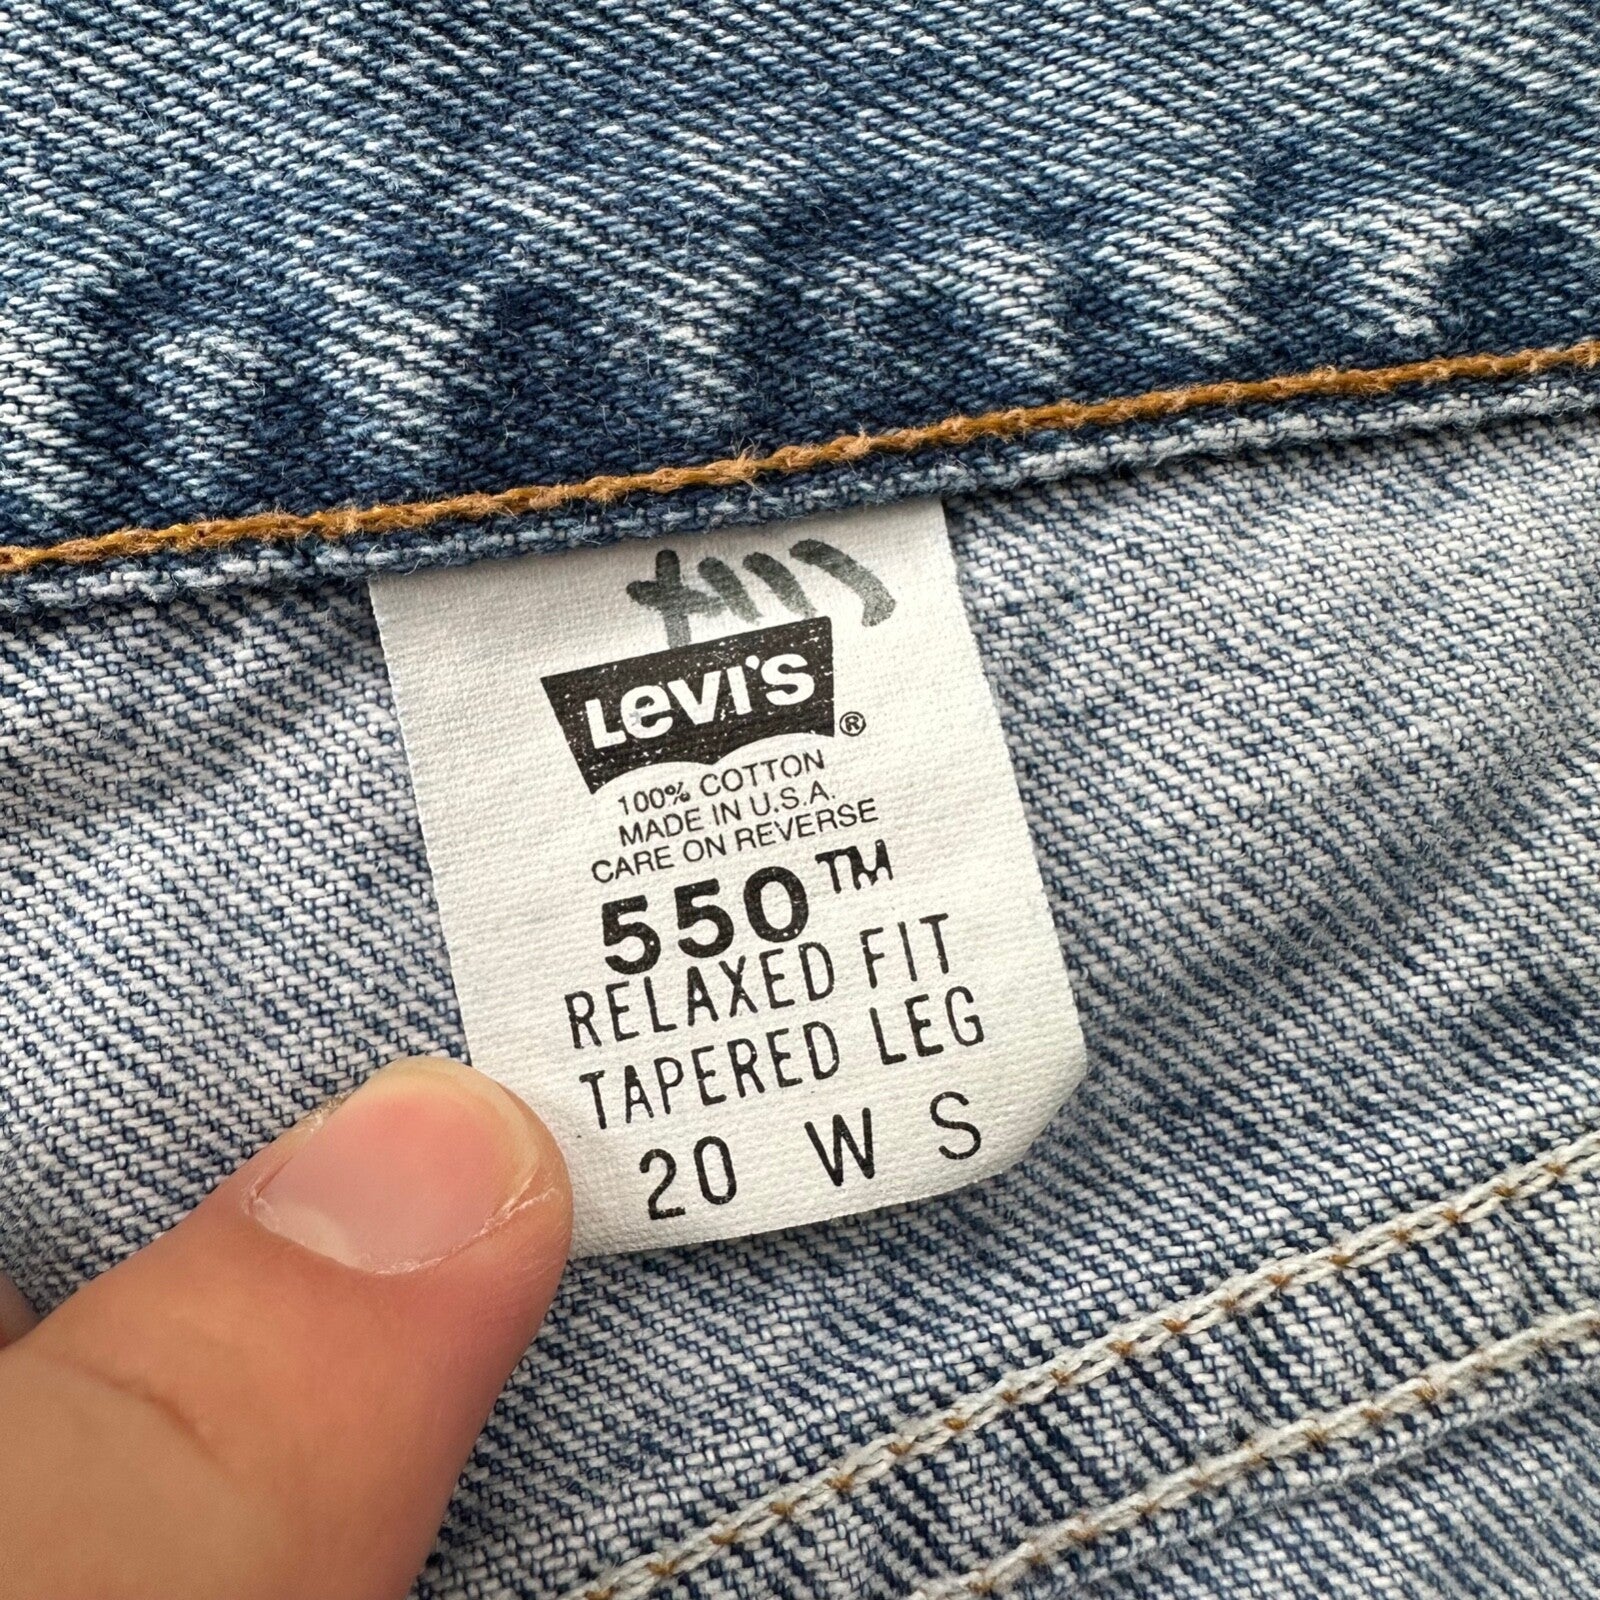 Levi's ®
100% COTTON
MADE IN U.S.A.
CARE ON REVERSE
550™
RELAXED FIT
TAPERED LEG
20 W S